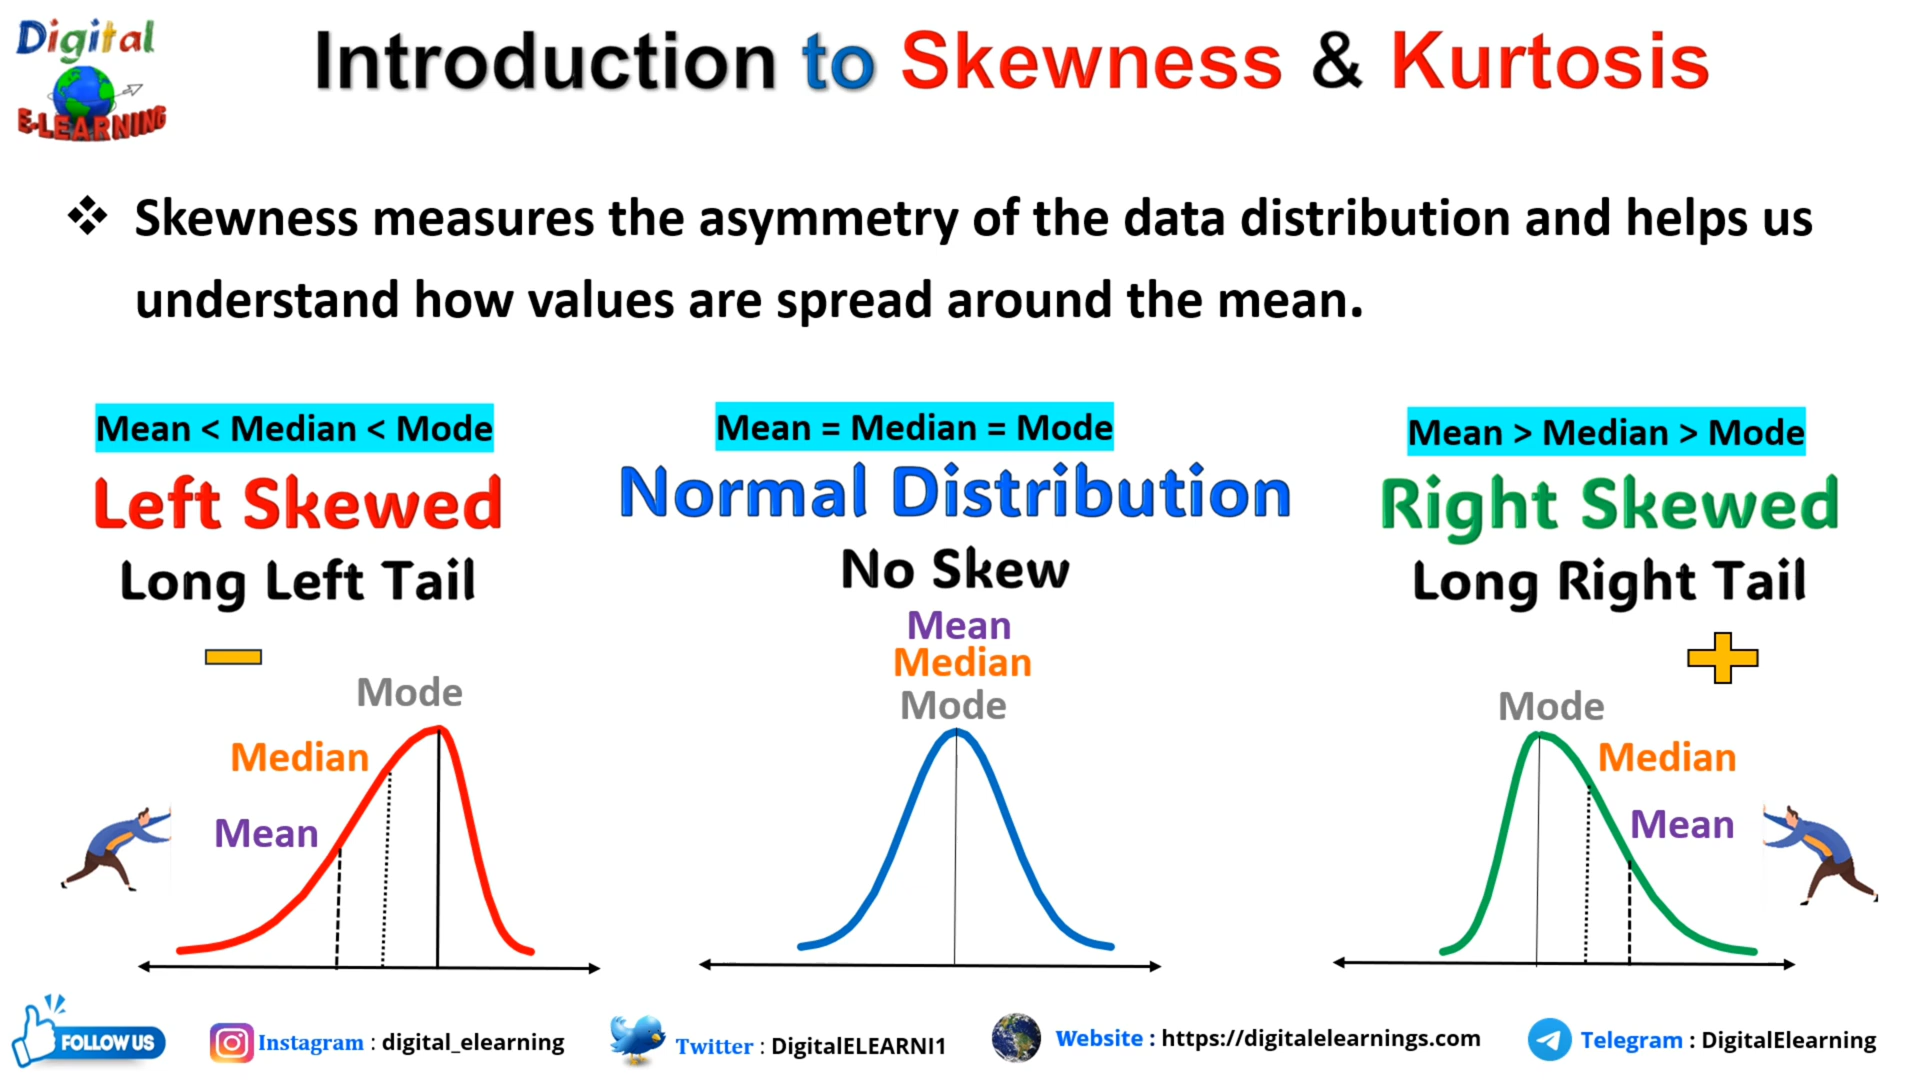 Digital
E-LEARNING
Introduction to Skewness & Kurtosis
❖ Skewness measures the asymmetry of the data distribution and helps us
understand how values are spread around the mean.
Mean < Median < Mode
Left Skewed
Long Left Tail
Mode
Median
Mean
Mean = Median = Mode
Normal Distribution
No Skew
Mean
Median
Mode
Mean > Median > Mode
Right Skewed
Long Right Tail
Mode
Median
Mean
FOLLOW US
Instagram : digital_elearning
Twitter : DigitalELEARNI1
Website : https://digitalelearnings.com
Telegram : DigitalElearning